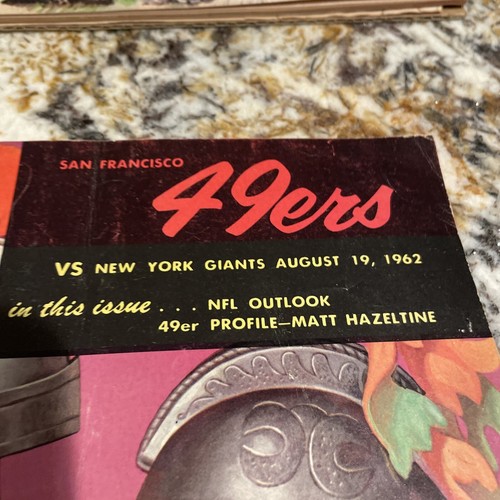 SAN FRANCISCO
49ers
VS NEW YORK GIANTS AUGUST 19, 1962
in this issue . . . NFL OUTLOOK
49er PROFILE—MATT HAZELTINE